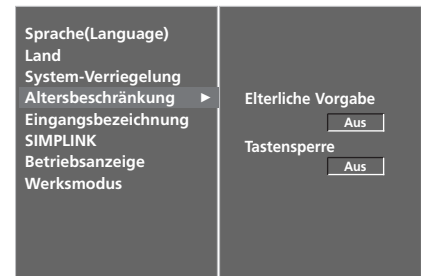 Sprache(Language)
Land
System-Verriegelung
Altersbeschränkung ►
Eingangsbezeichnung
SIMPLINK
Betriebsanzeige
Werksmodus
Elterliche Vorgabe
Aus
Tastensperre
Aus